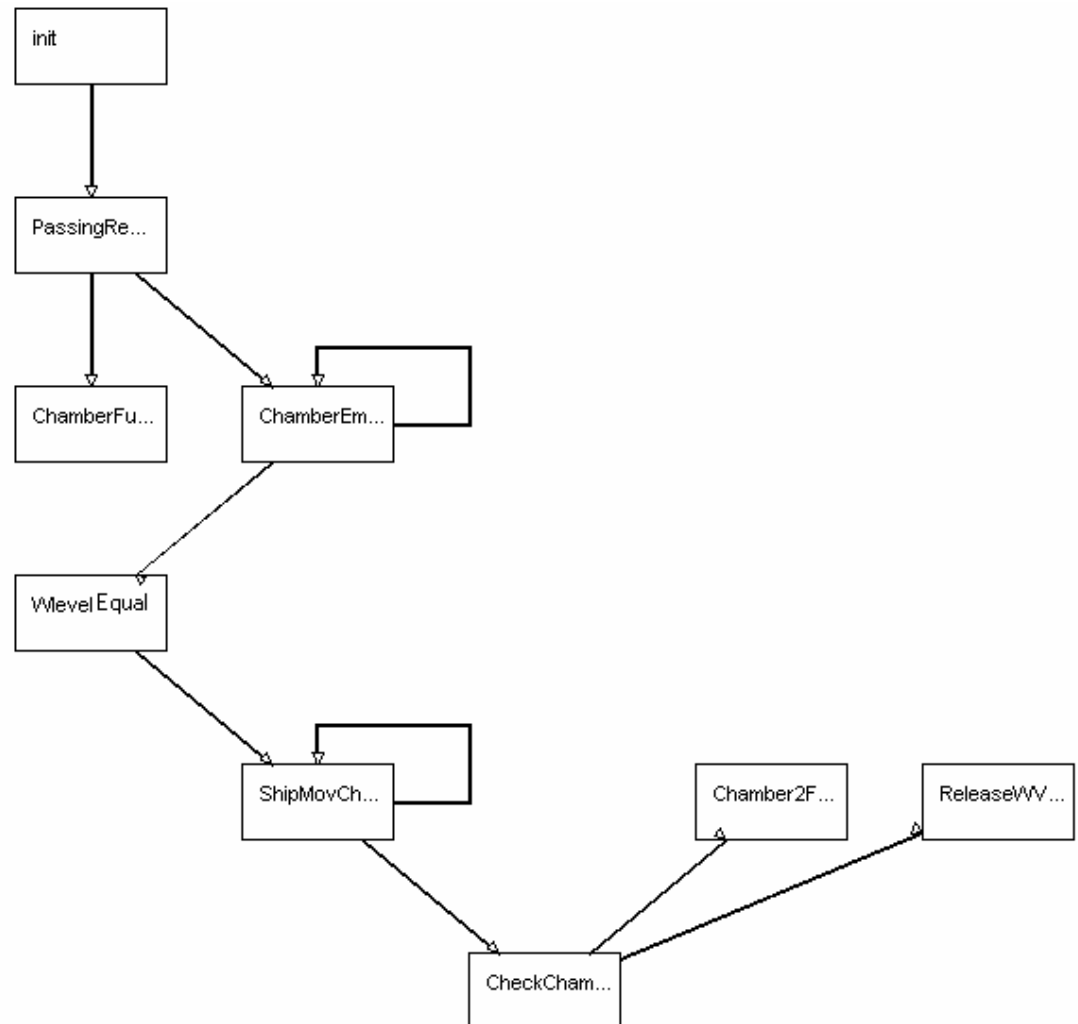 init
PassingRe...
ChamberFu...
ChamberEm...
Wlevel Equal
ShipMovCh...
Chamber2F...
ReleaseWV...
CheckCham...